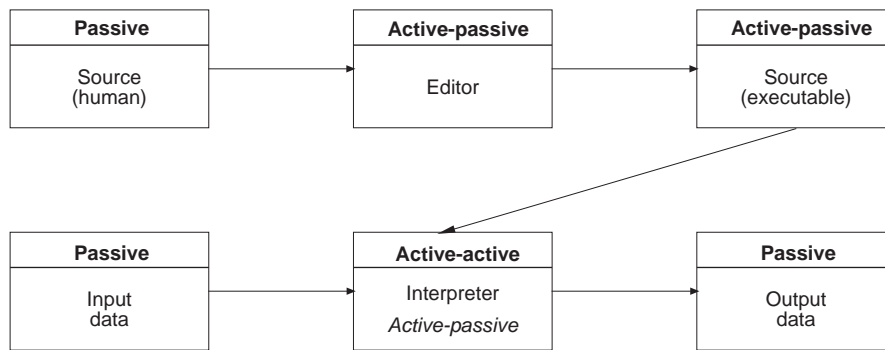 Passive
Source
(human)
Active-passive
Editor
Active-passive
Source
(executable)
Passive
Input
data
Active-active
Interpreter
Active-passive
Passive
Output
data